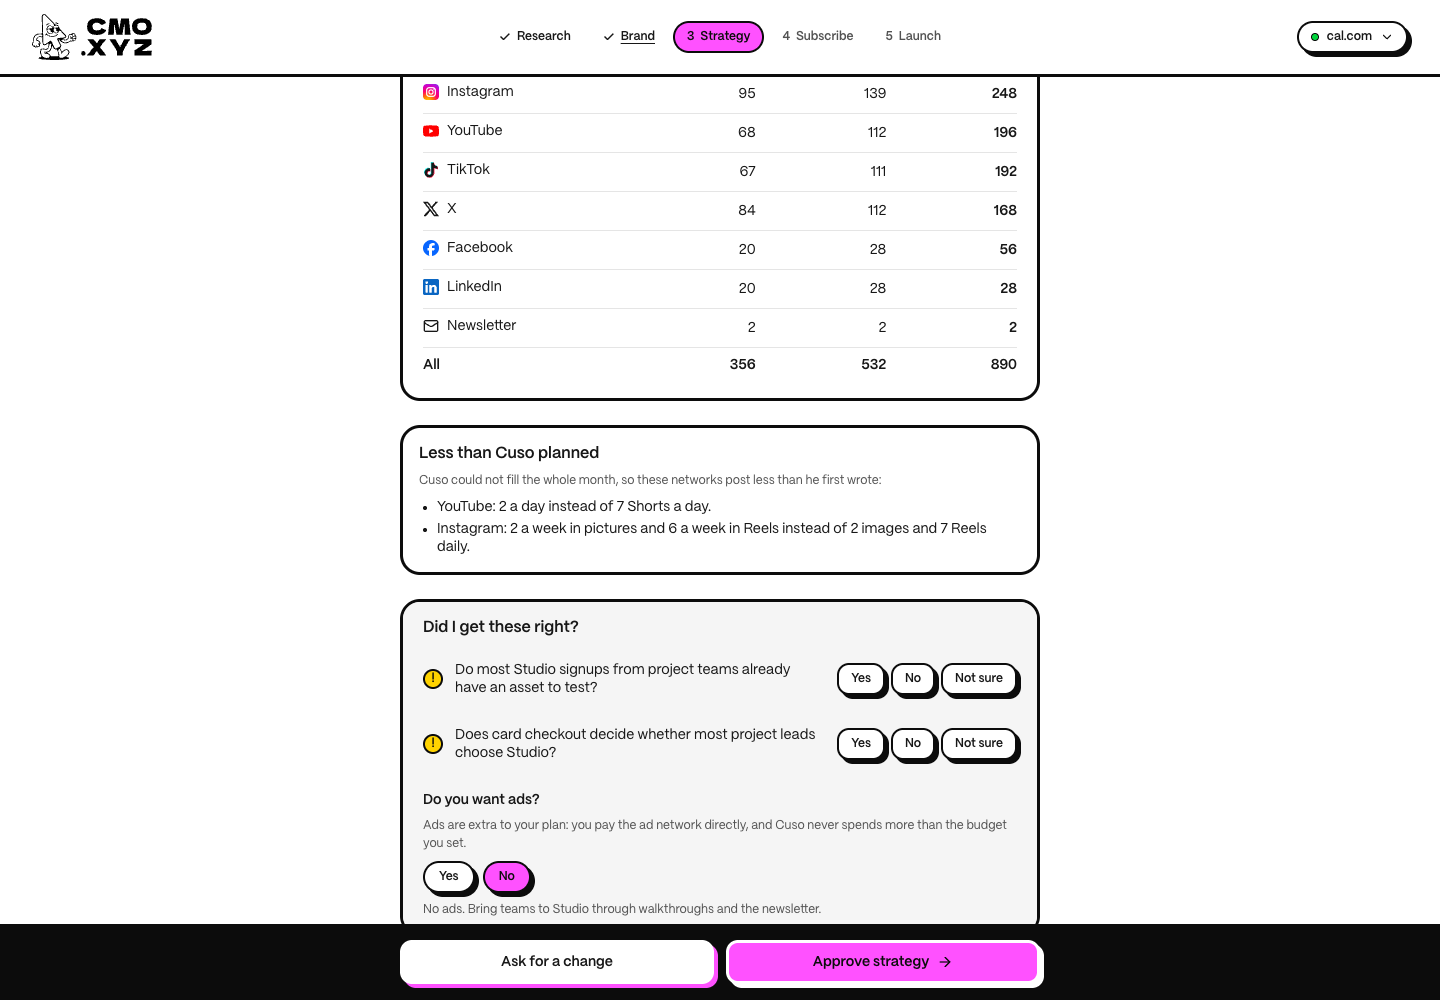 CMO
.XYZ
Research
Brand
3 Strategy
4 Subscribe
5 Launch
cal.com
Instagram 95 139 248
YouTube 68 112 196
TikTok 67 111 192
X 84 112 168
Facebook 20 28 56
LinkedIn 20 28 28
Newsletter 2 2 2
All 356 532 890
Less than Cuso planned
Cuso could not fill the whole month, so these networks post less than he first wrote:
• YouTube: 2 a day instead of 7 Shorts a day.
• Instagram: 2 a week in pictures and 6 a week in Reels instead of 2 images and 7 Reels
daily.
Did I get these right?
Do most Studio signups from project teams already
have an asset to test?
Yes No Not sure
Does card checkout decide whether most project leads
choose Studio?
Yes No Not sure
Do you want ads?
Ads are extra to your plan: you pay the ad network directly, and Cuso never spends more than the budget
you set.
Yes No
No ads. Bring teams to Studio through walkthroughs and the newsletter.
Ask for a change
Approve strategy